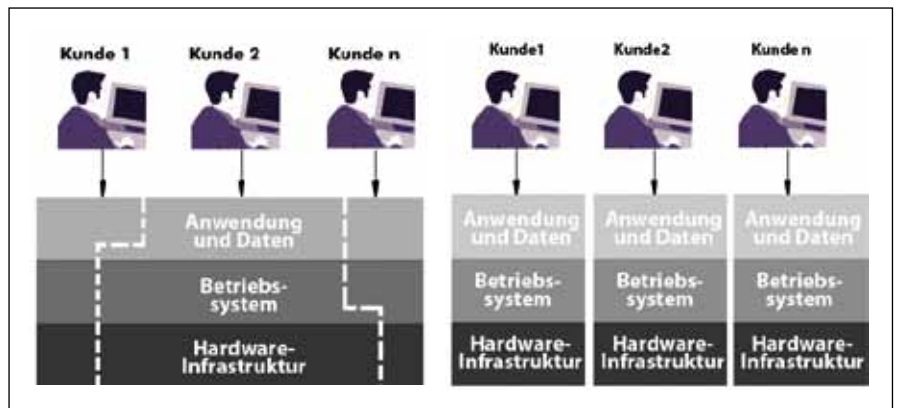 Kunde 1
Kunde 2
Kunde n
Anwendung
und Daten
Betriebs-
system
Hardware-
Infrastruktur
Kunde1
Kunde2
Kunde n
Anwendung
und Daten
Anwendung
und Daten
Anwendung
und Daten
Betriebs-
system
Betriebs-
system
Betriebs-
system
Hardware-
Infrastruktur
Hardware-
Infrastruktur
Hardware-
Infrastruktur